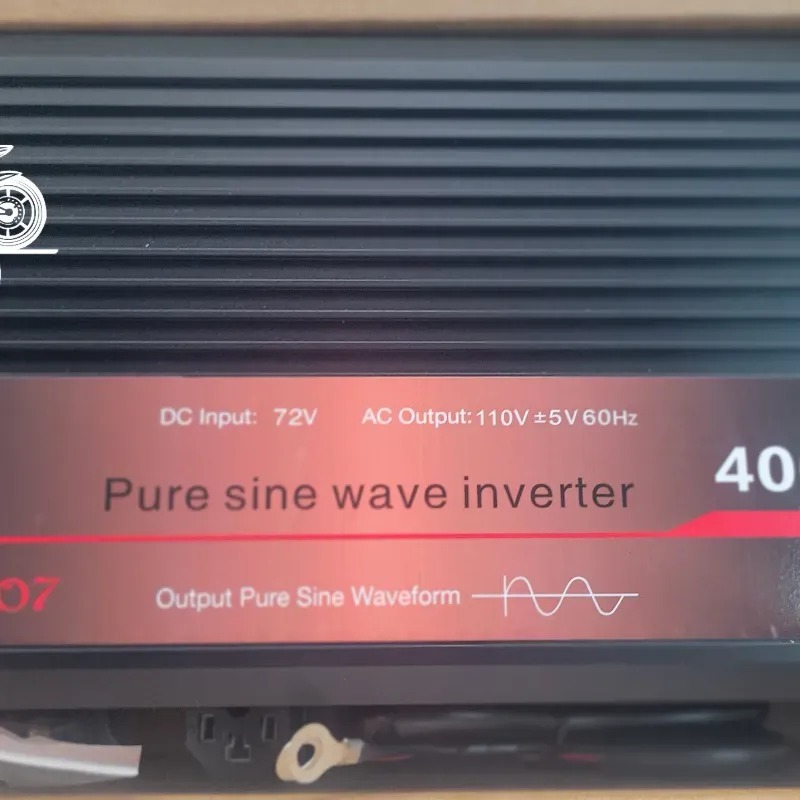 DC Input: 72V AC Output: 110V ±5V 60Hz
Pure sine wave inverter
40
07
Output Pure Sine Waveform